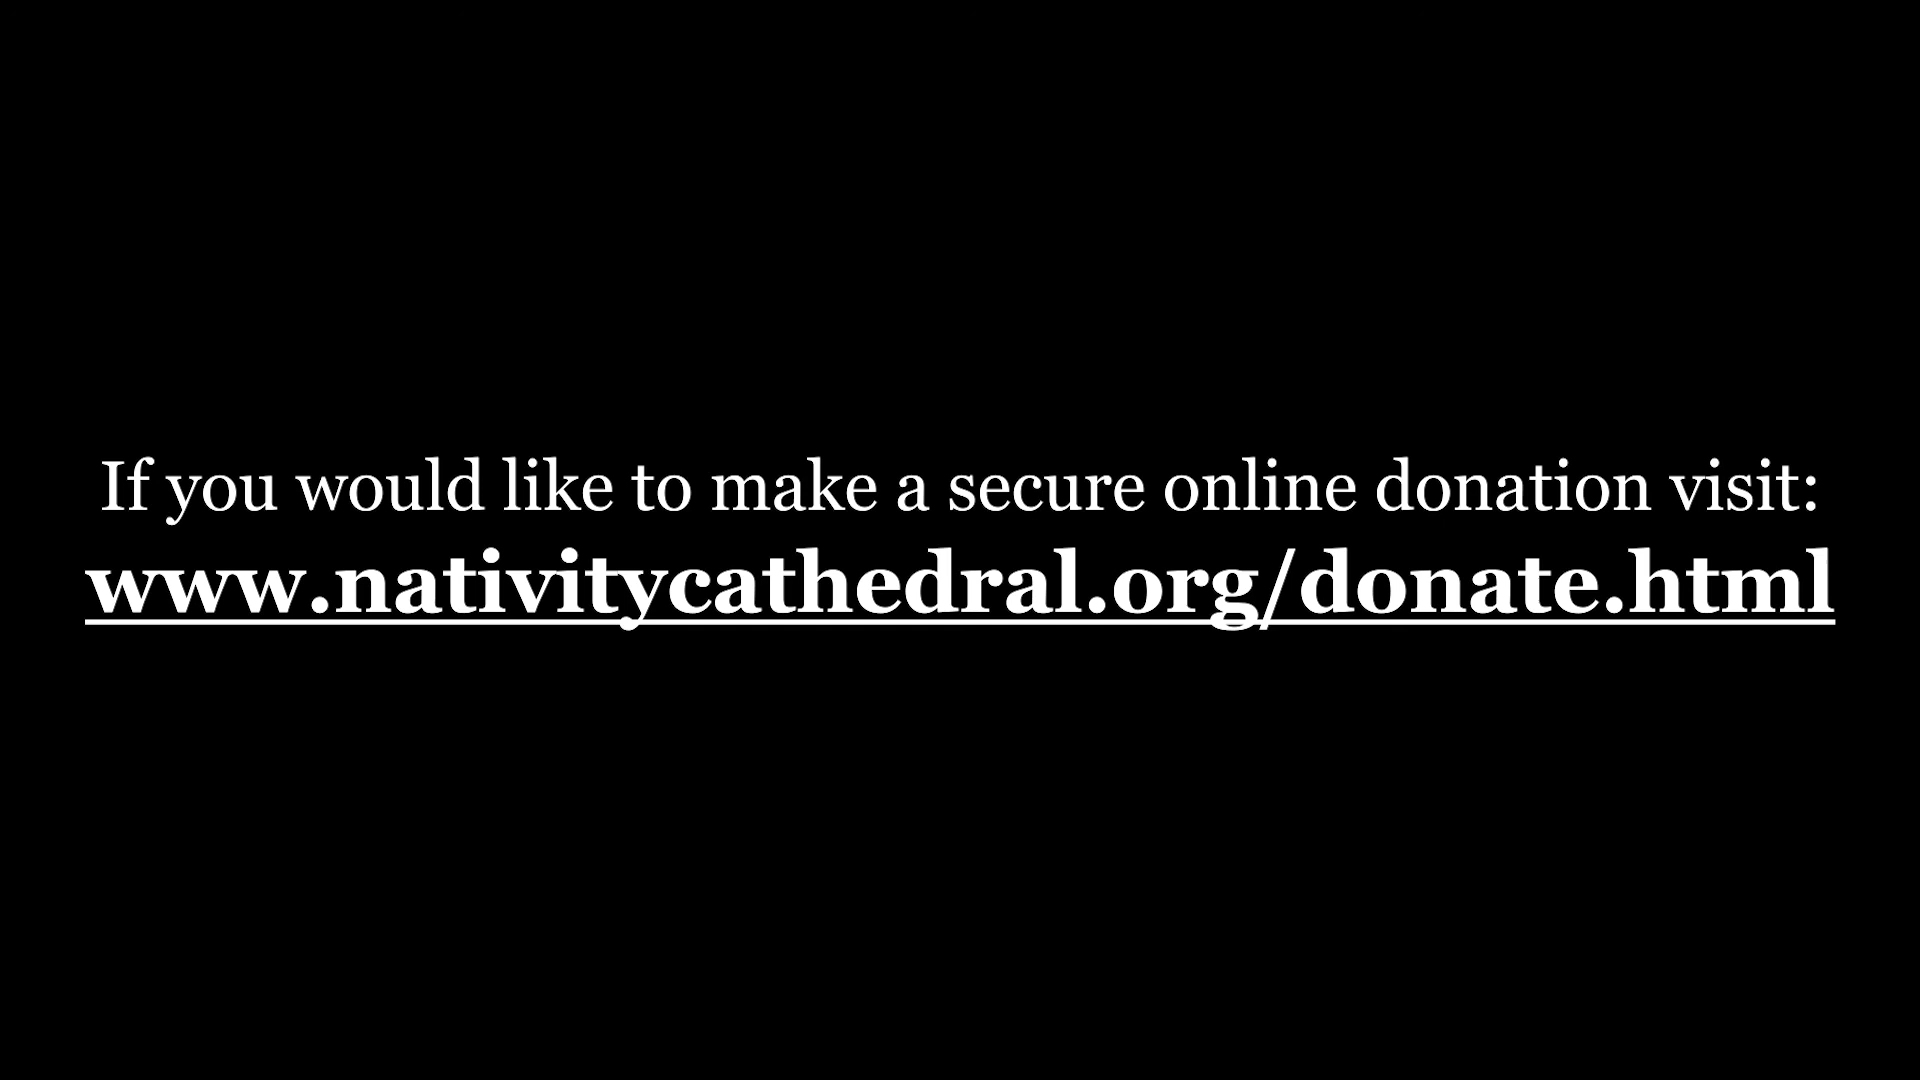 If you would like to make a secure online donation visit:
www.nativitycathedral.org/donate.html